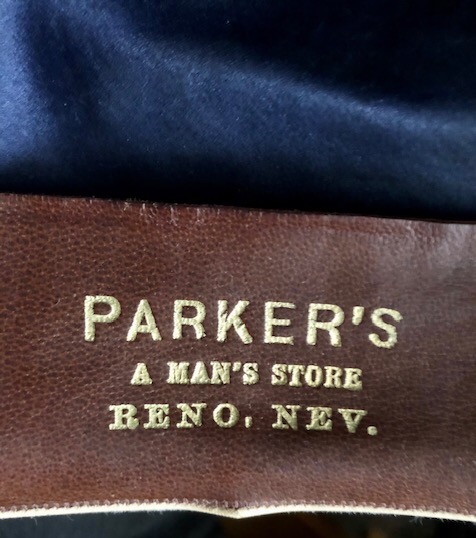 PARKER'S
A MAN'S STORE
RENO, NEV.